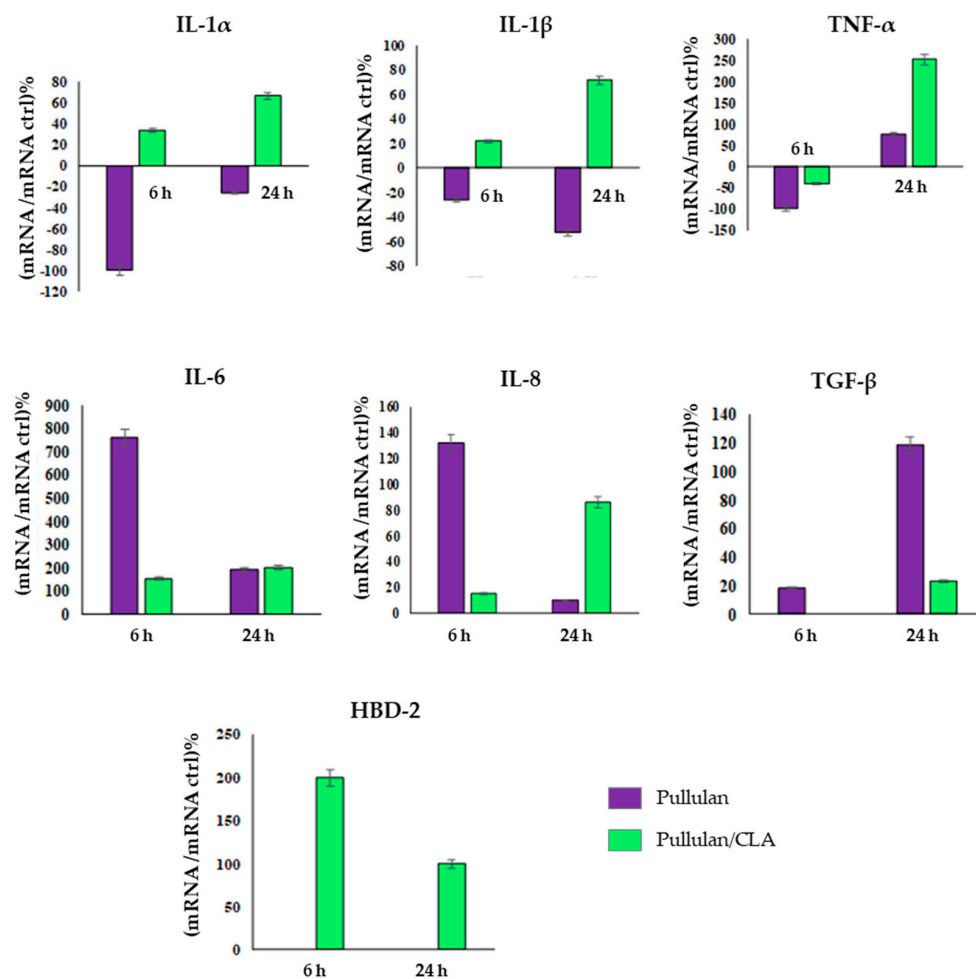 IL-1α
(mRNA/mRNA ctrl)%
80
60
40
20
0
-20
-40
-60
-80
-100
-120
6 h
24 h
IL-1β
(mRNA/mRNA ctrl)%
100
80
60
40
20
0
-20
-40
-60
-80
6 h
24 h
TNF-α
(mRNA/mRNA ctrl)%
300
250
200
150
100
50
0
-50
-100
-150
6 h
24 h
IL-6
(mRNA/mRNA ctrl)%
900
800
700
600
500
400
300
200
100
0
6 h
24 h
IL-8
(mRNA/mRNA ctrl)%
160
140
120
100
80
60
40
20
0
6 h
24 h
TGF-β
(mRNA/mRNA ctrl)%
140
120
100
80
60
40
20
0
6 h
24 h
HBD-2
(mRNA/mRNA ctrl)%
250
200
150
100
50
0
6 h
24 h
Pullulan
Pullulan/CLA